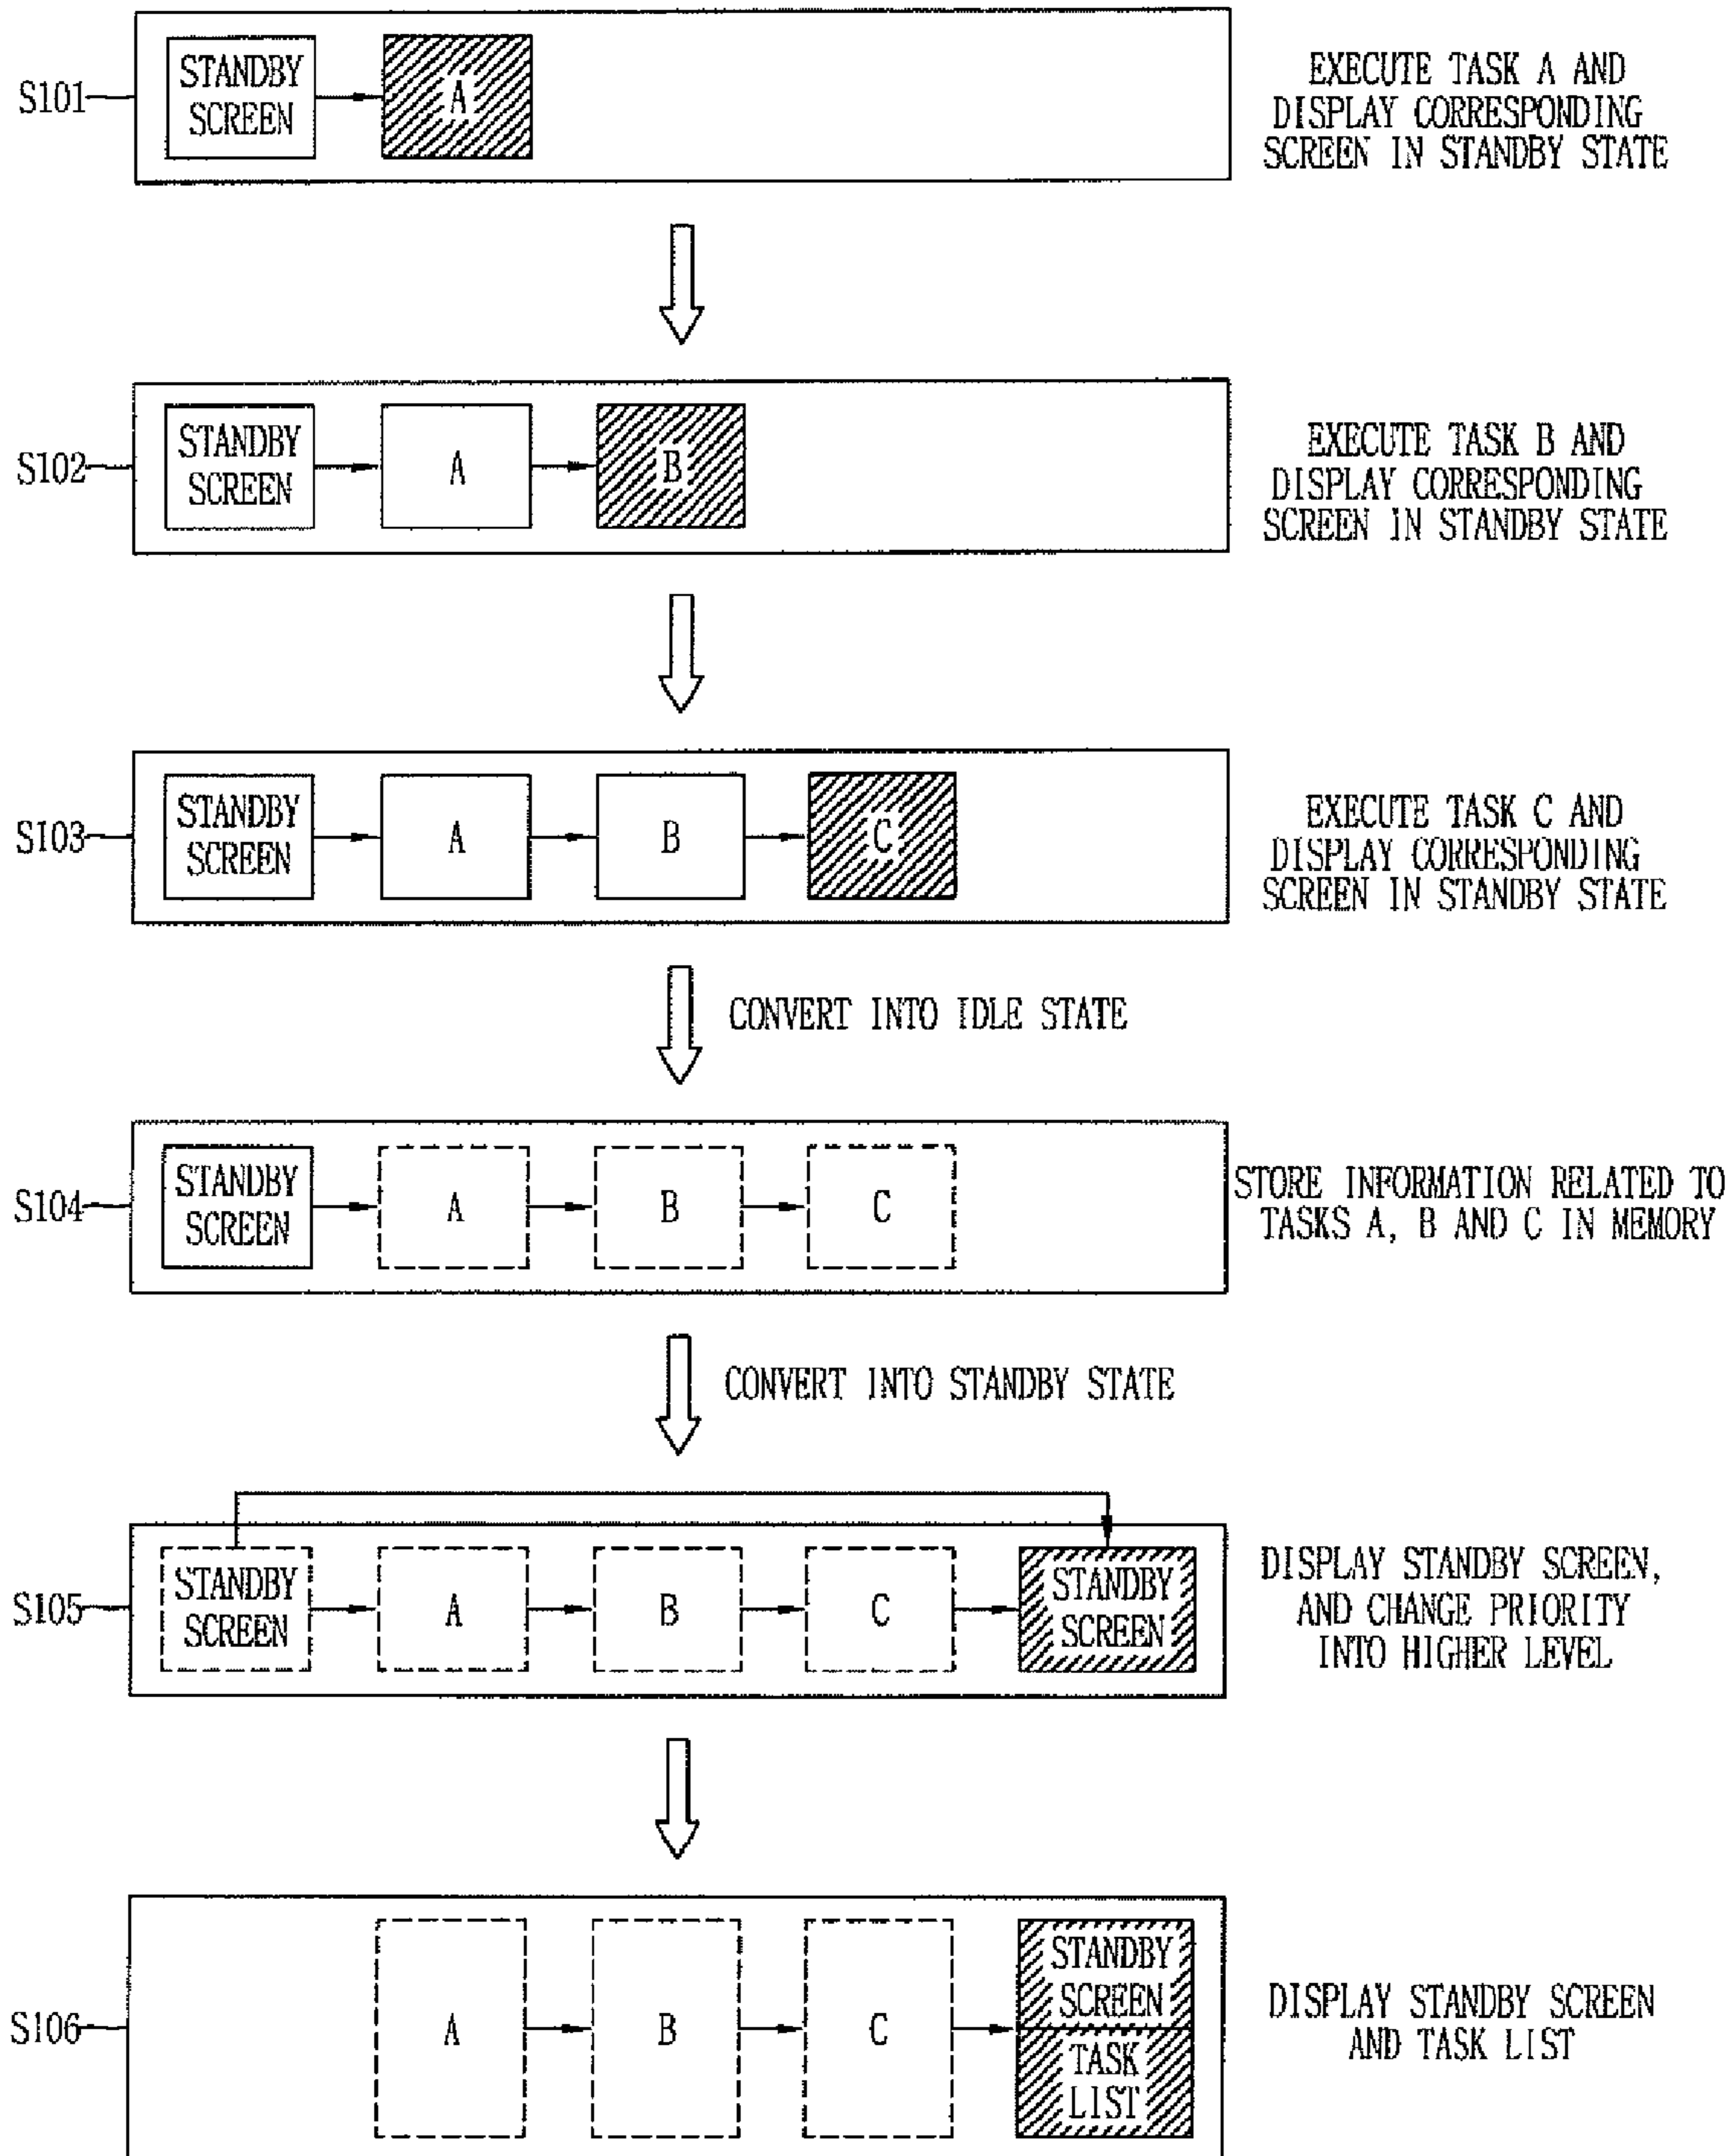 S101
STANDBY
SCREEN
A
EXECUTE TASK A AND
DISPLAY CORRESPONDING
SCREEN IN STANDBY STATE
S102
STANDBY
SCREEN
A
B
EXECUTE TASK B AND
DISPLAY CORRESPONDING
SCREEN IN STANDBY STATE
S103
STANDBY
SCREEN
A
B
C
EXECUTE TASK C AND
DISPLAY CORRESPONDING
SCREEN IN STANDBY STATE
CONVERT INTO IDLE STATE
S104
STANDBY
SCREEN
A
B
C
STORE INFORMATION RELATED TO
TASKS A, B AND C IN MEMORY
CONVERT INTO STANDBY STATE
S105
STANDBY
SCREEN
A
B
C
STANDBY
SCREEN
DISPLAY STANDBY SCREEN,
AND CHANGE PRIORITY
INTO HIGHER LEVEL
S106
A
B
C
STANDBY
SCREEN
TASK
LIST
DISPLAY STANDBY SCREEN
AND TASK LIST